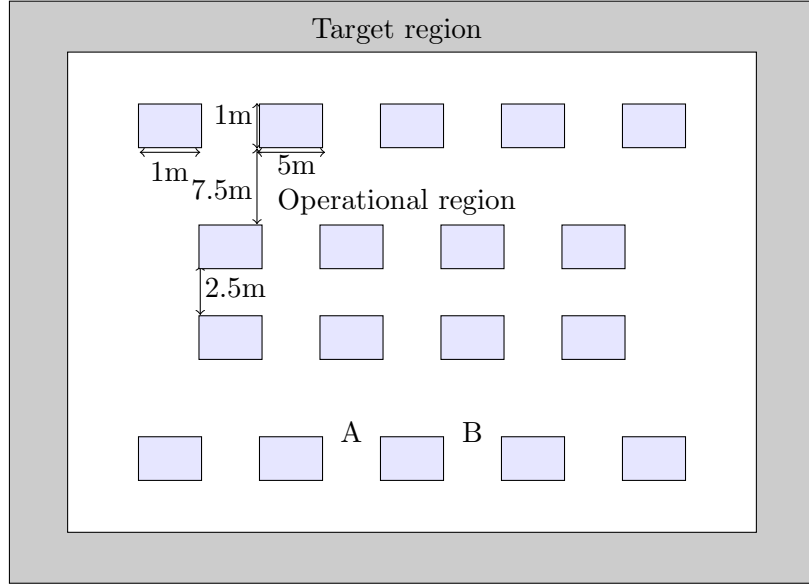 Target region
1m
1m
5m
7.5m
Operational region
2.5m
A
B